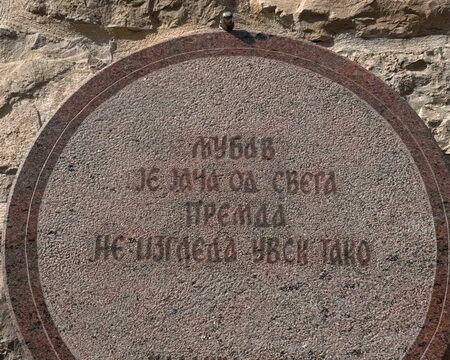 ЉУБАВ
ЈЕ ЈАЧА ОД СВЕГА
ПРЕМДА
НЕ ИЗГЛЕДА УВЕК ТАКО